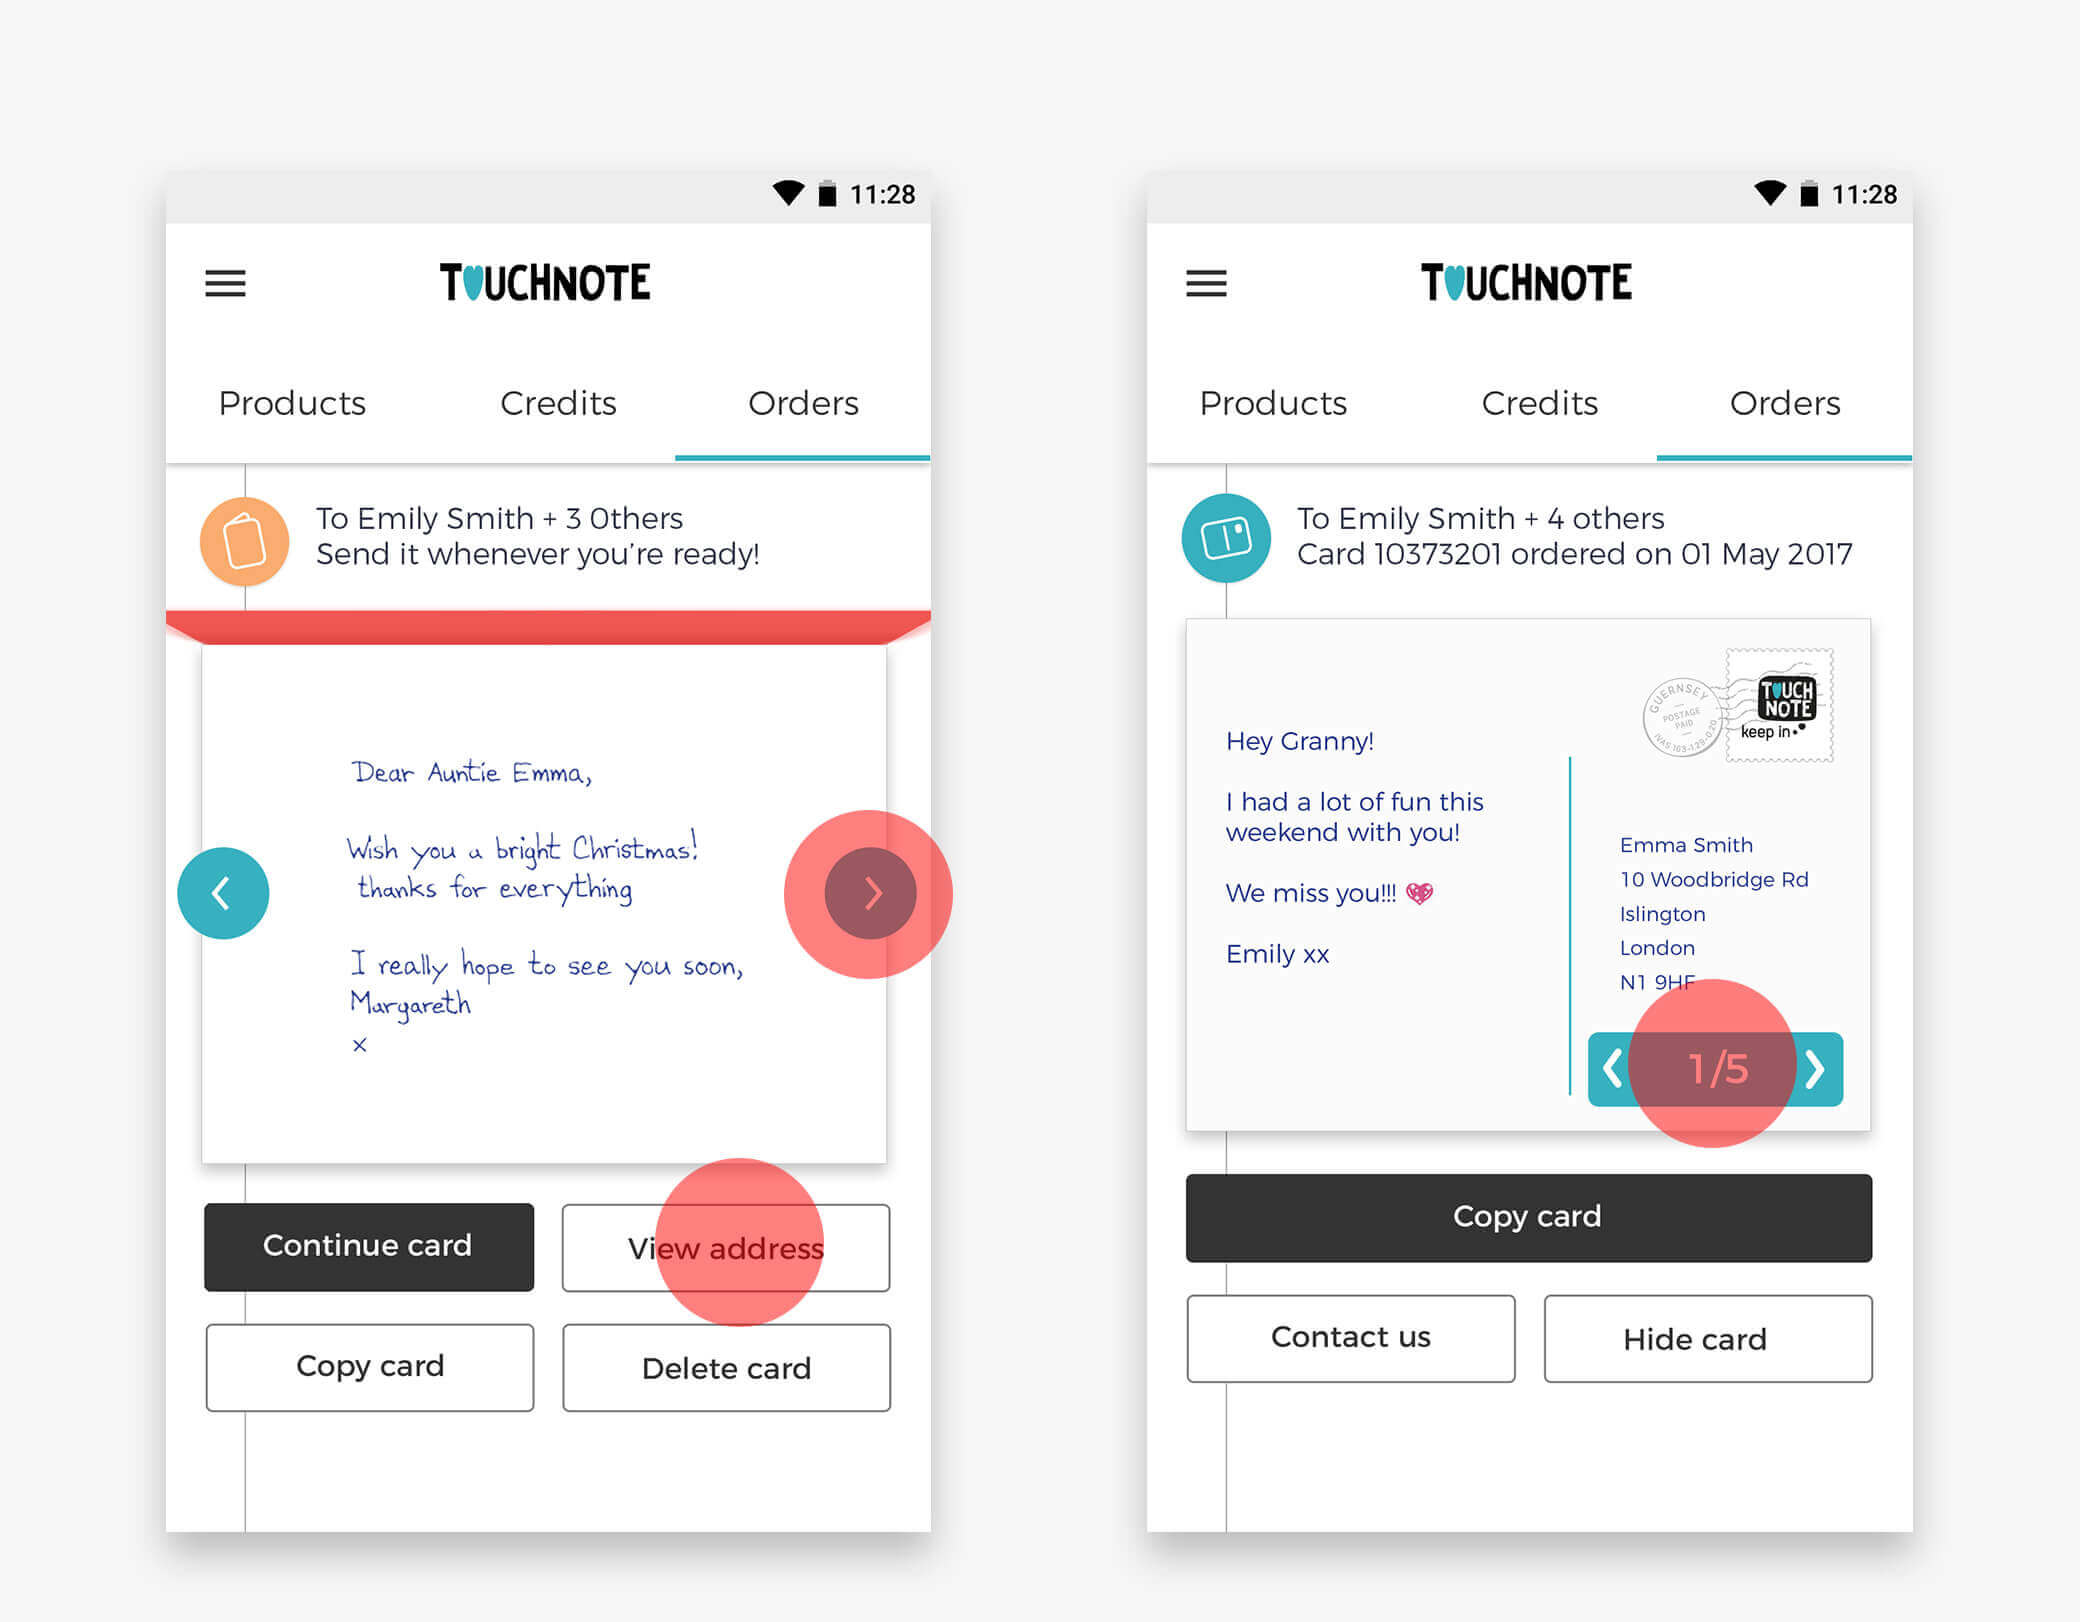 11:28
TOUCHNOTE
Products Credits Orders
To Emily Smith + 3 Others
Send it whenever you're ready!
Dear Auntie Emma,
Wish you a bright Christmas!
thanks for everything
I really hope to see you soon,
Margareth
x
Continue card View address
Copy card Delete card
11:28
TOUCHNOTE
Products Credits Orders
To Emily Smith + 4 others
Card 10373201 ordered on 01 May 2017
GUERNSEY
POSTAGE
PAID
IVAS 103-129-020
TOUCH
NOTE
keep in
Hey Granny!
I had a lot of fun this
weekend with you!
We miss you!!!
Emily xx
Emma Smith
10 Woodbridge Rd
Islington
London
N1 9HF
1/5
Copy card
Contact us Hide card